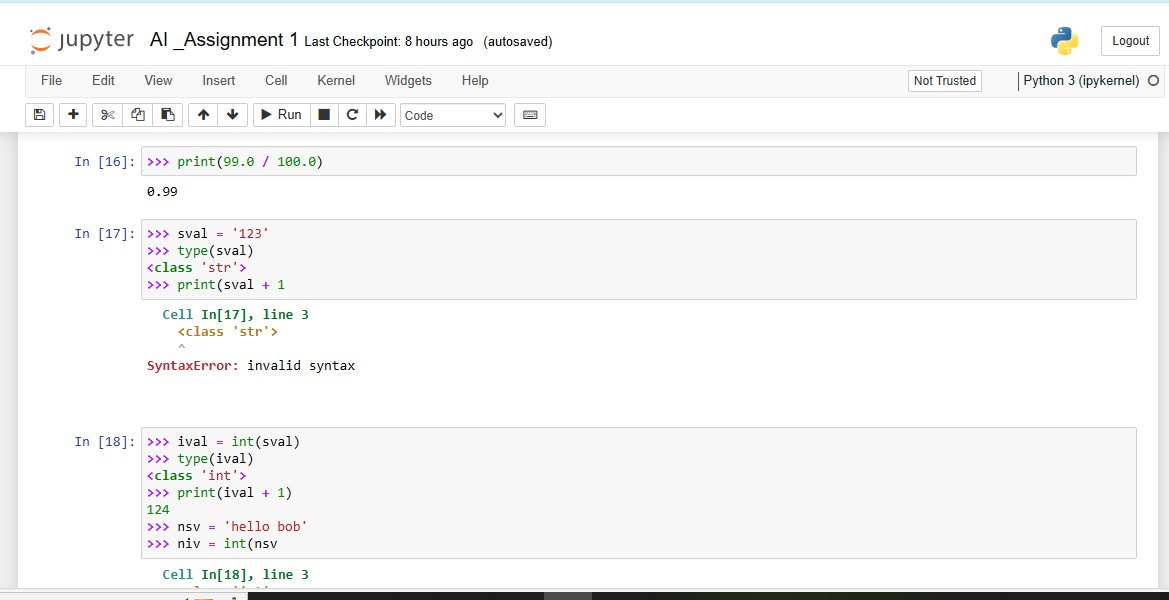 jupyter AI _Assignment 1 Last Checkpoint: 8 hours ago (autosaved)
Logout
File Edit View Insert Cell Kernel Widgets Help
Not Trusted
Python 3 (ipykernel)
Run
Code
In [16]: >>> print(99.0 / 100.0)
0.99
In [17]: >>> sval = '123'
>>> type(sval)
<class 'str'>
>>> print(sval + 1
Cell In[17], line 3
<class 'str'>
^
SyntaxError: invalid syntax
In [18]: >>> ival = int(sval)
>>> type(ival)
<class 'int'>
>>> print(ival + 1)
124
>>> nsv = 'hello bob'
>>> niv = int(nsv
Cell In[18], line 3